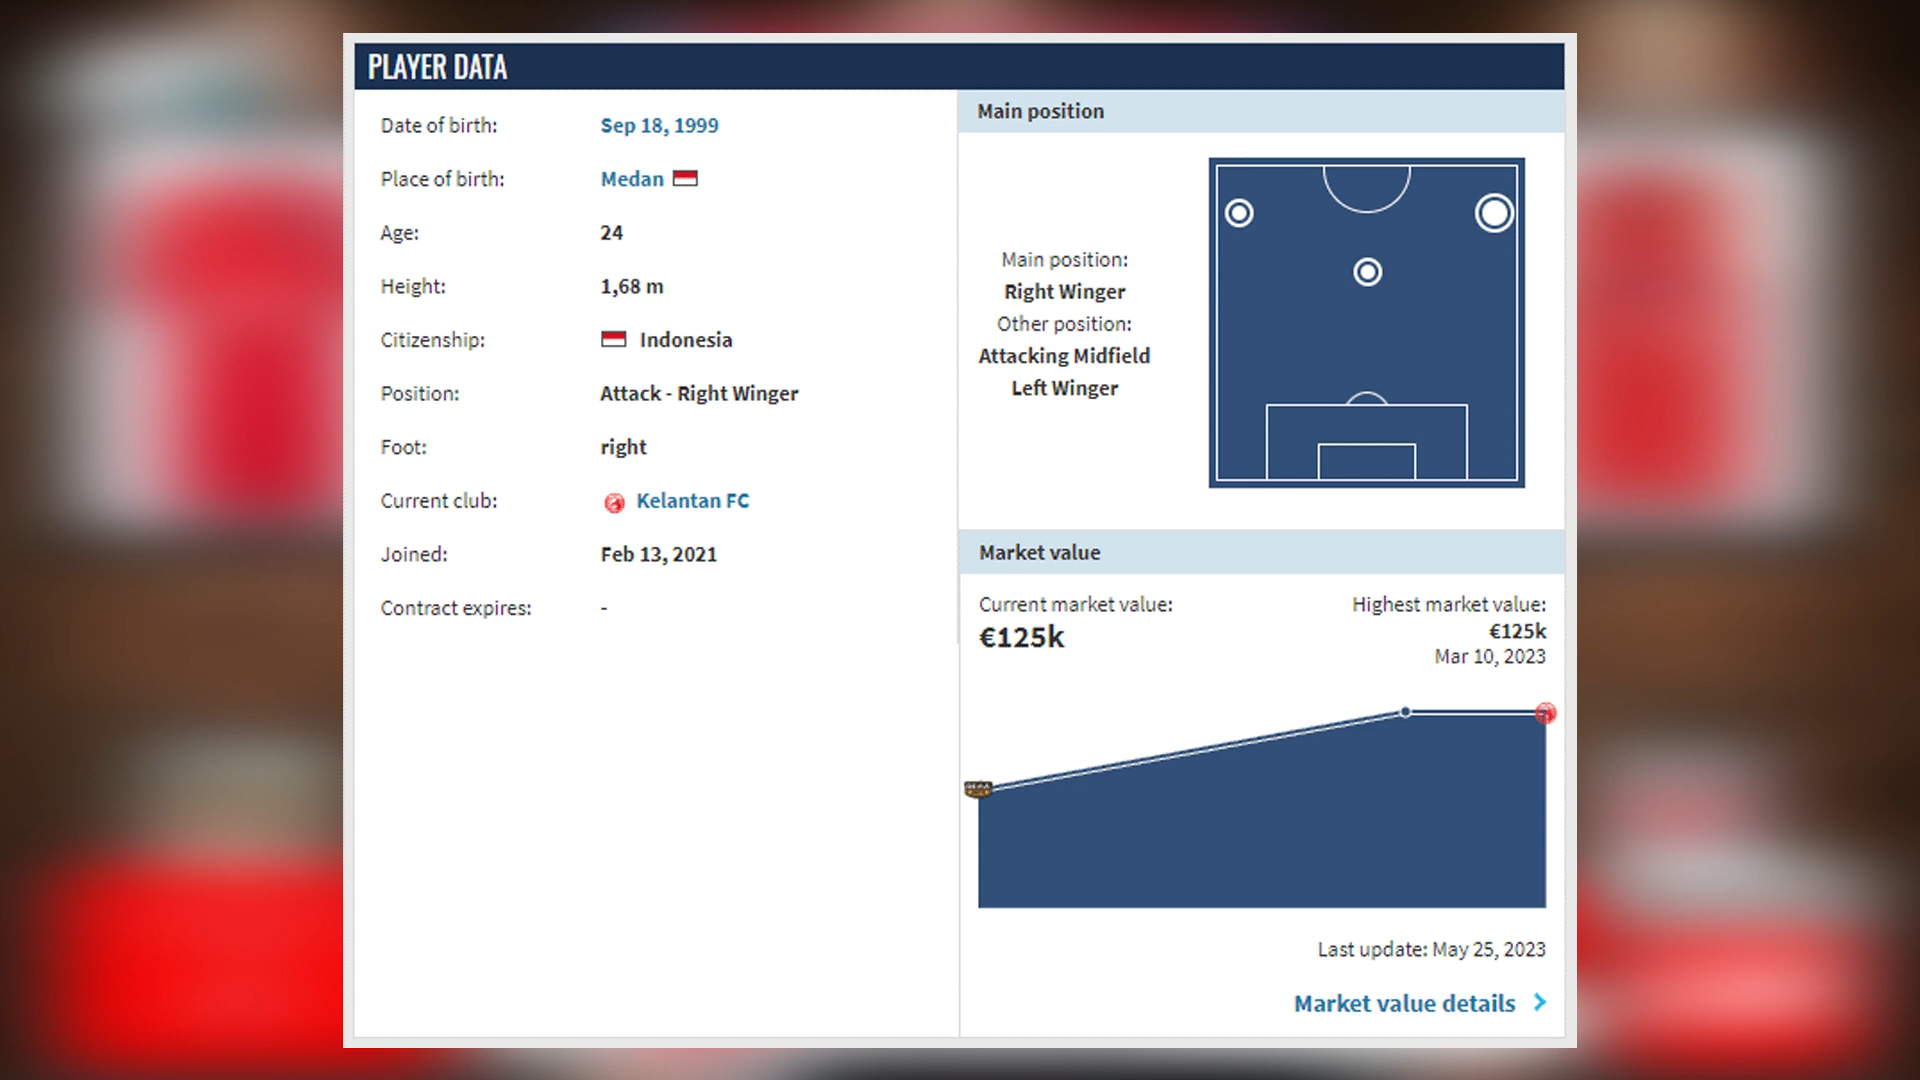 PLAYER DATA
Date of birth: Sep 18, 1999
Place of birth: Medan
Age: 24
Height: 1,68 m
Citizenship: Indonesia
Position: Attack - Right Winger
Foot: right
Current club: Kelantan FC
Joined: Feb 13, 2021
Contract expires: -
Main position
Main position:
Right Winger
Other position:
Attacking Midfield
Left Winger
Market value
Current market value:
€125k
Highest market value:
€125k
Mar 10, 2023
Last update: May 25, 2023
Market value details